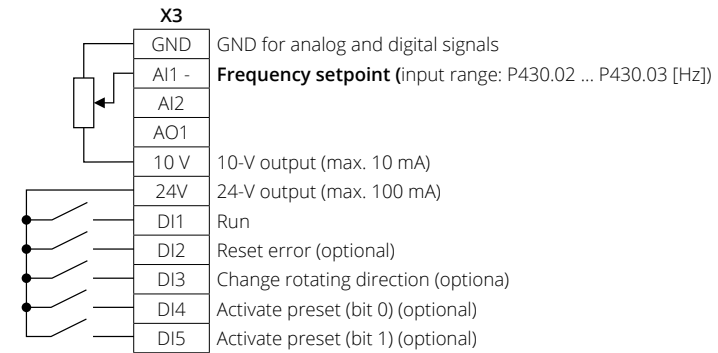 X3
GND GND for analog and digital signals
AI1 - Frequency setpoint (input range: P430.02 ... P430.03 [Hz])
AI2
AO1
10 V 10-V output (max. 10 mA)
24V 24-V output (max. 100 mA)
DI1 Run
DI2 Reset error (optional)
DI3 Change rotating direction (optiona)
DI4 Activate preset (bit 0) (optional)
DI5 Activate preset (bit 1) (optional)